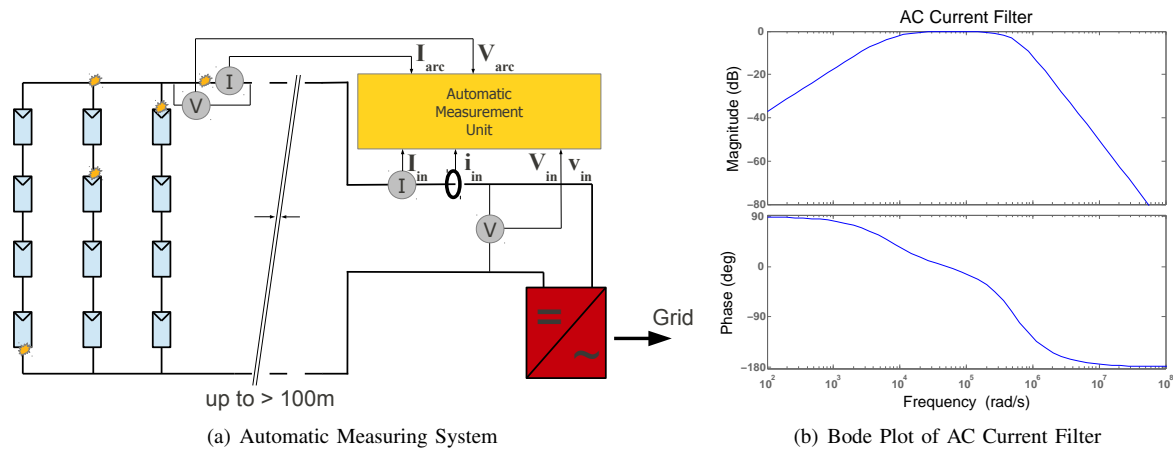 I
arc
V
arc
I
V
Automatic
Measurement
Unit
I
in
i
in
V
in
v
in
I
V
=
~
Grid
up to > 100m
(a) Automatic Measuring System
AC Current Filter
Magnitude (dB)
0
−20
−40
−60
−80
Phase (deg)
90
0
−90
−180
10^2 10^3 10^4 10^5 10^6 10^7 10^8
Frequency (rad/s)
(b) Bode Plot of AC Current Filter